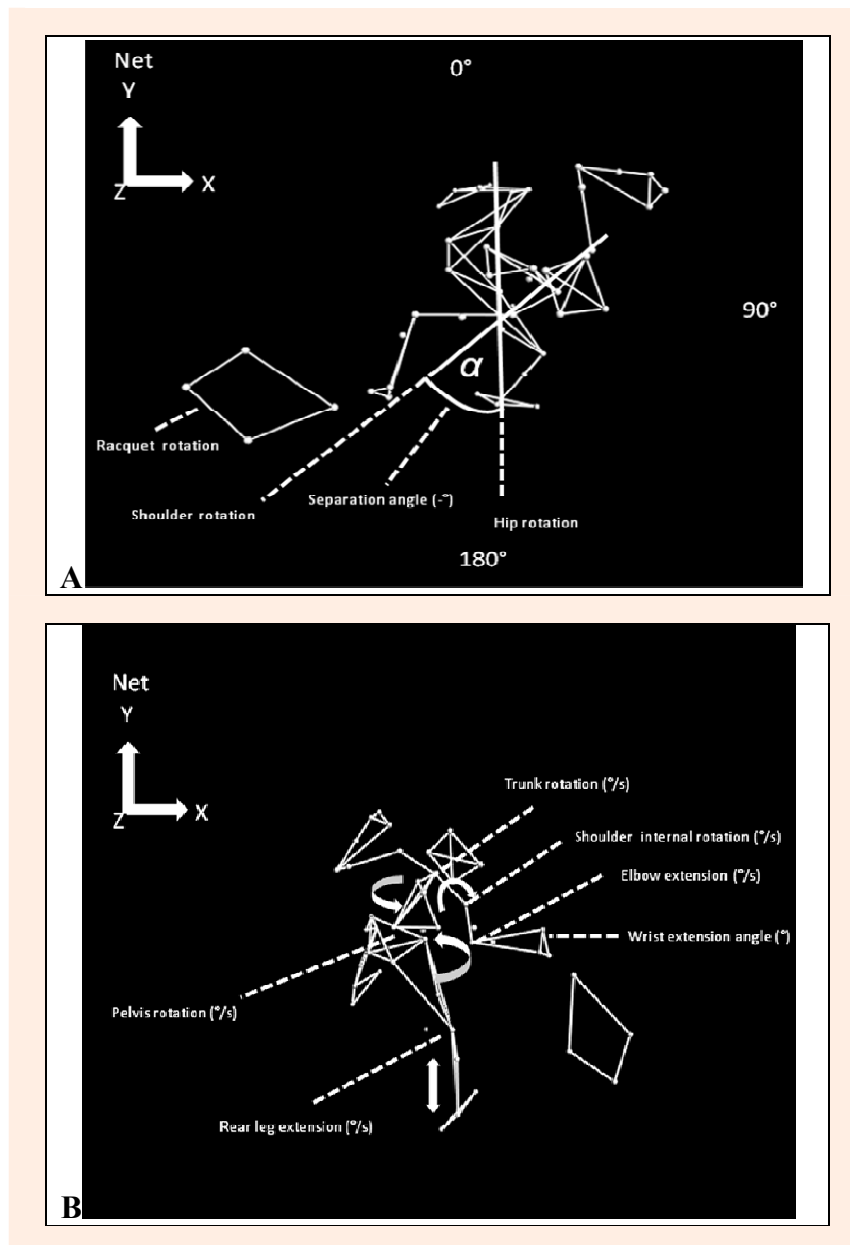 Net
0°
Y
Z
X
90°
α
Racquet rotation
Separation angle (-°)
Shoulder rotation
Hip rotation
180°
A
Net
Y
Trunk rotation (°/s)
Z
X
Shoulder internal rotation (°/s)
Elbow extension (°/s)
Wrist extension angle (°)
Pelvis rotation (°/s)
Rear leg extension (°/s)
B